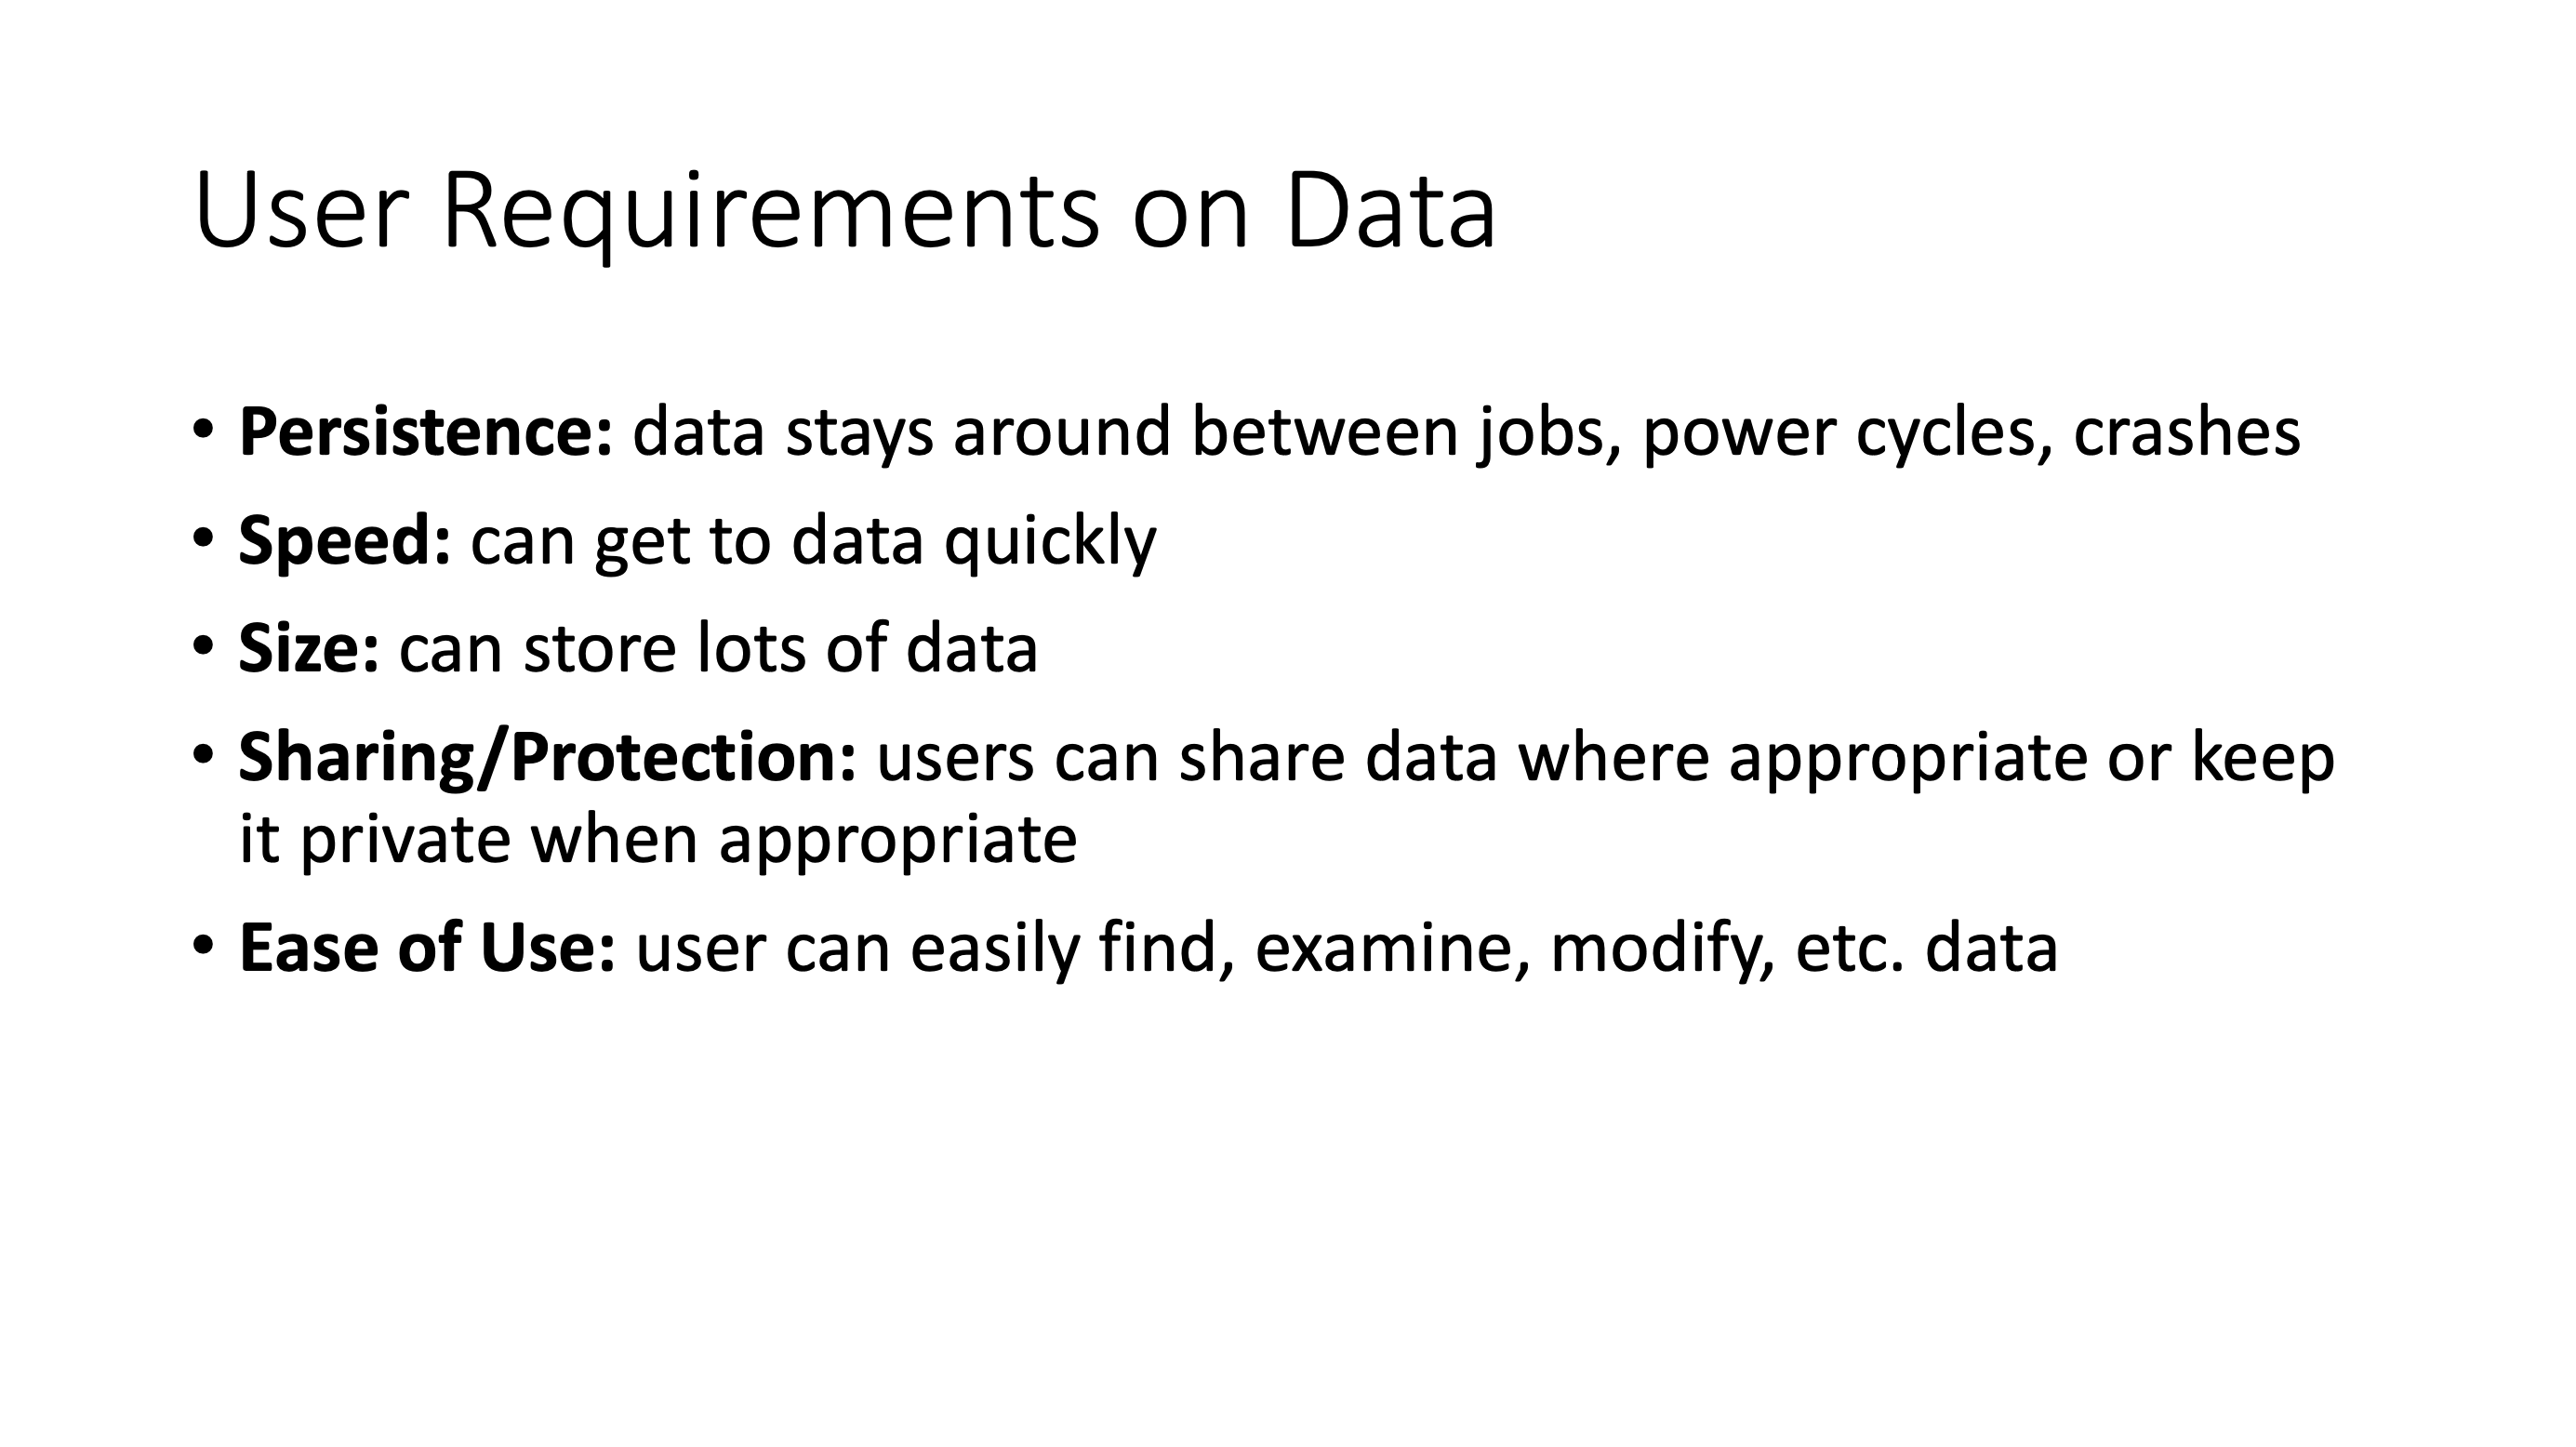 User Requirements on Data
• Persistence: data stays around between jobs, power cycles, crashes
• Speed: can get to data quickly
• Size: can store lots of data
• Sharing/Protection: users can share data where appropriate or keep
it private when appropriate
• Ease of Use: user can easily find, examine, modify, etc. data